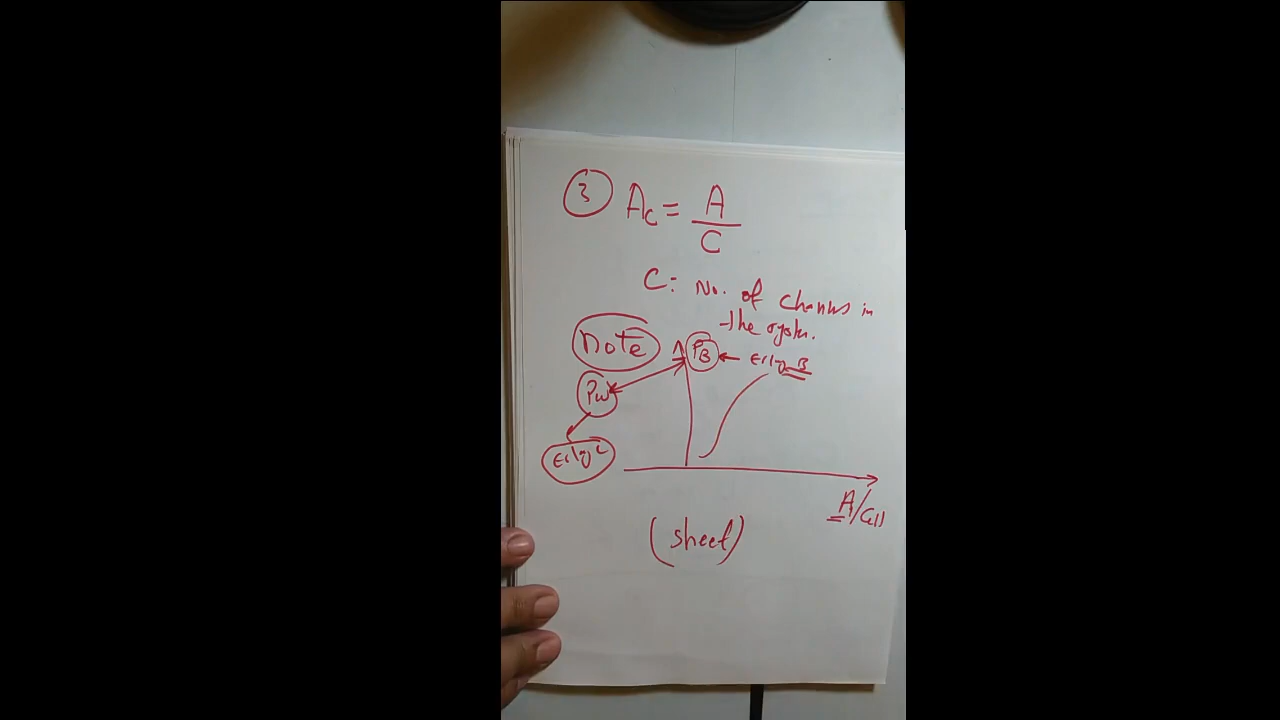 ③ Ac = A / C
C: No. of channels in
the system.
Note
PB ← Erlang B
Pw
Erlang C
A/Cell
(sheet)